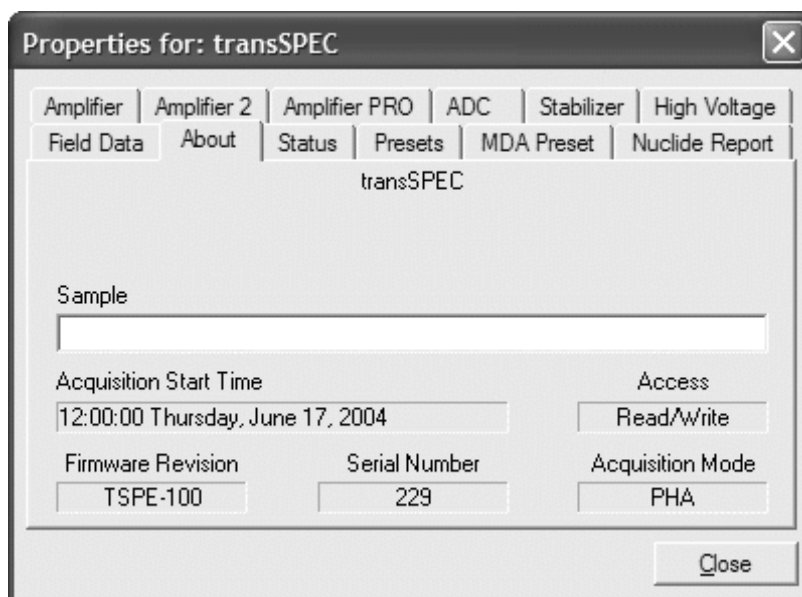 Properties for: transSPEC
Amplifier Amplifier 2 Amplifier PRO ADC Stabilizer High Voltage
Field Data About Status Presets MDA Preset Nuclide Report
transSPEC
Sample
Acquisition Start Time Access
12:00:00 Thursday, June 17, 2004 Read/Write
Firmware Revision Serial Number Acquisition Mode
TSPE-100 229 PHA
Close